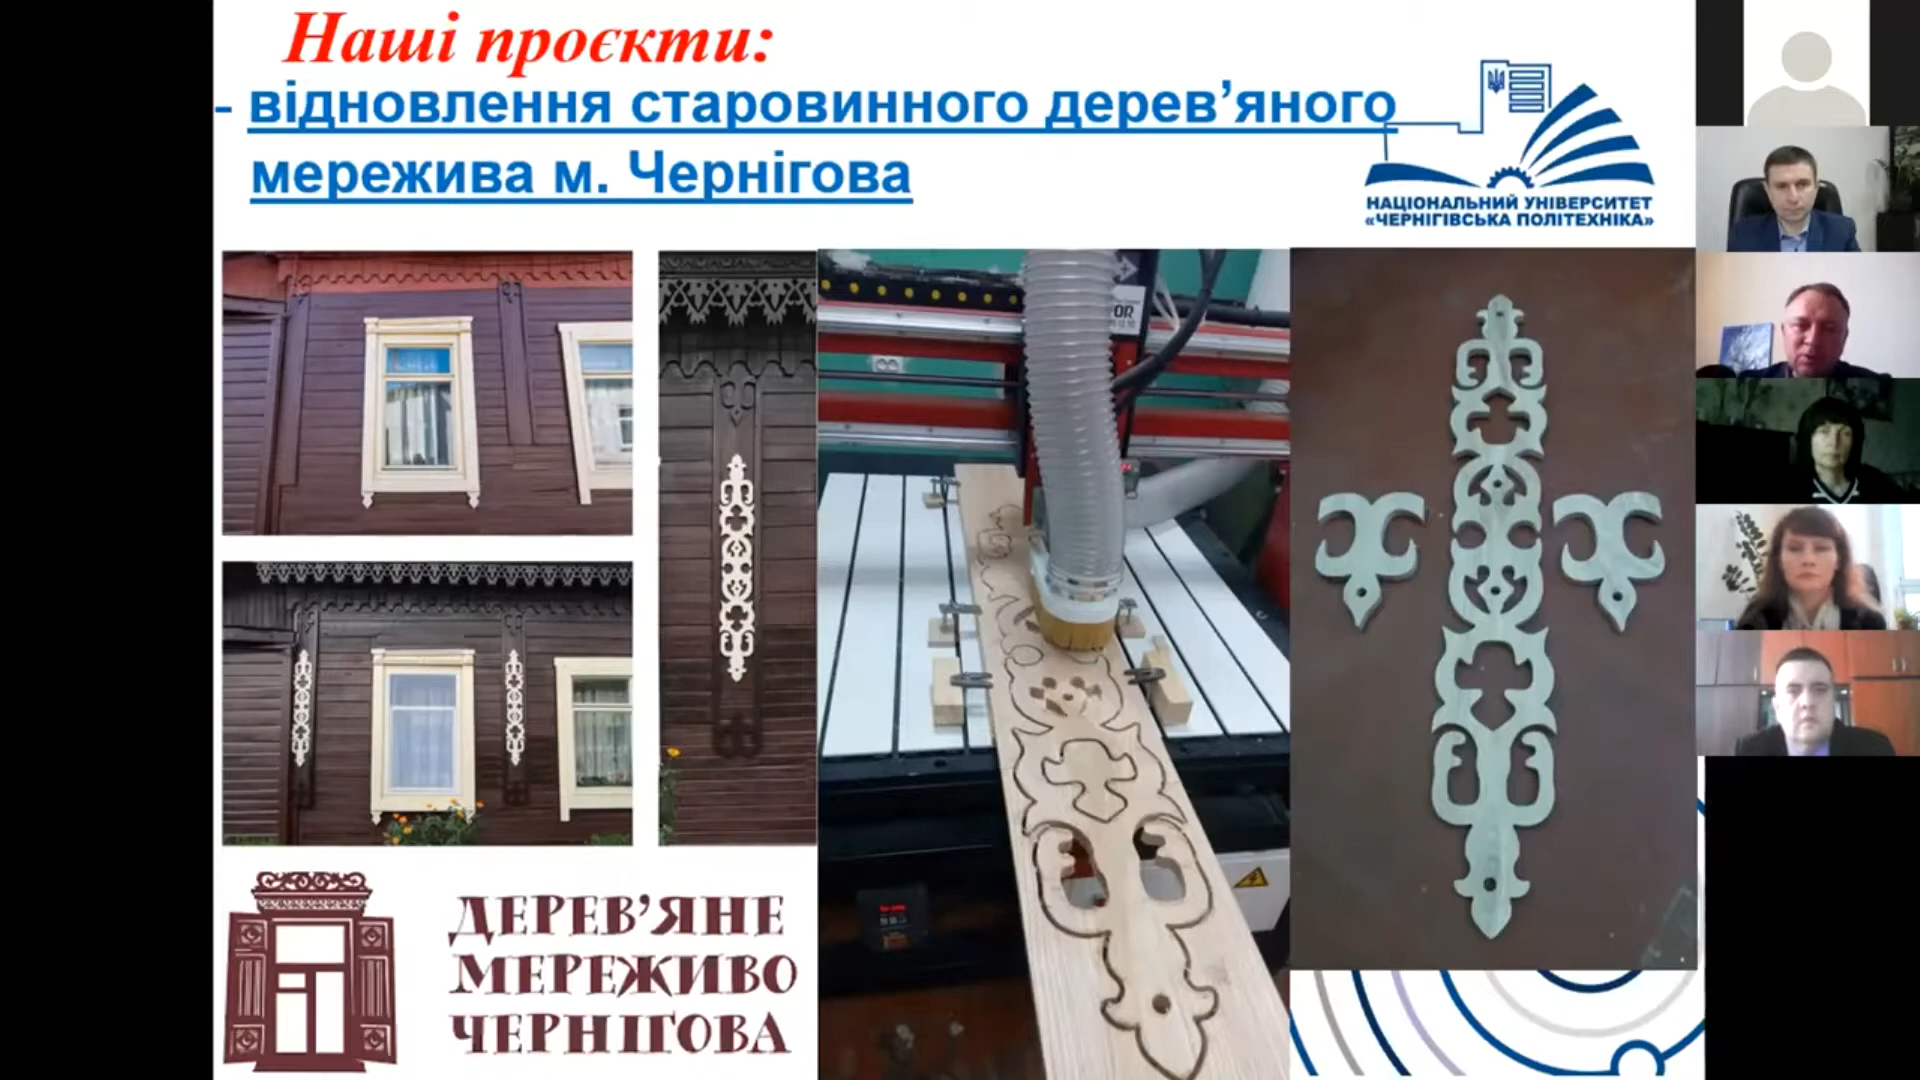 Наші проєкти:
- відновлення старовинного дерев’яного
мережива м. Чернігова
НАЦІОНАЛЬНИЙ УНІВЕРСИТЕТ
«ЧЕРНІГІВСЬКА ПОЛІТЕХНІКА»
ДЕРЕВ’ЯНЕ
МЕРЕЖИВО
ЧЕРНІГОВА